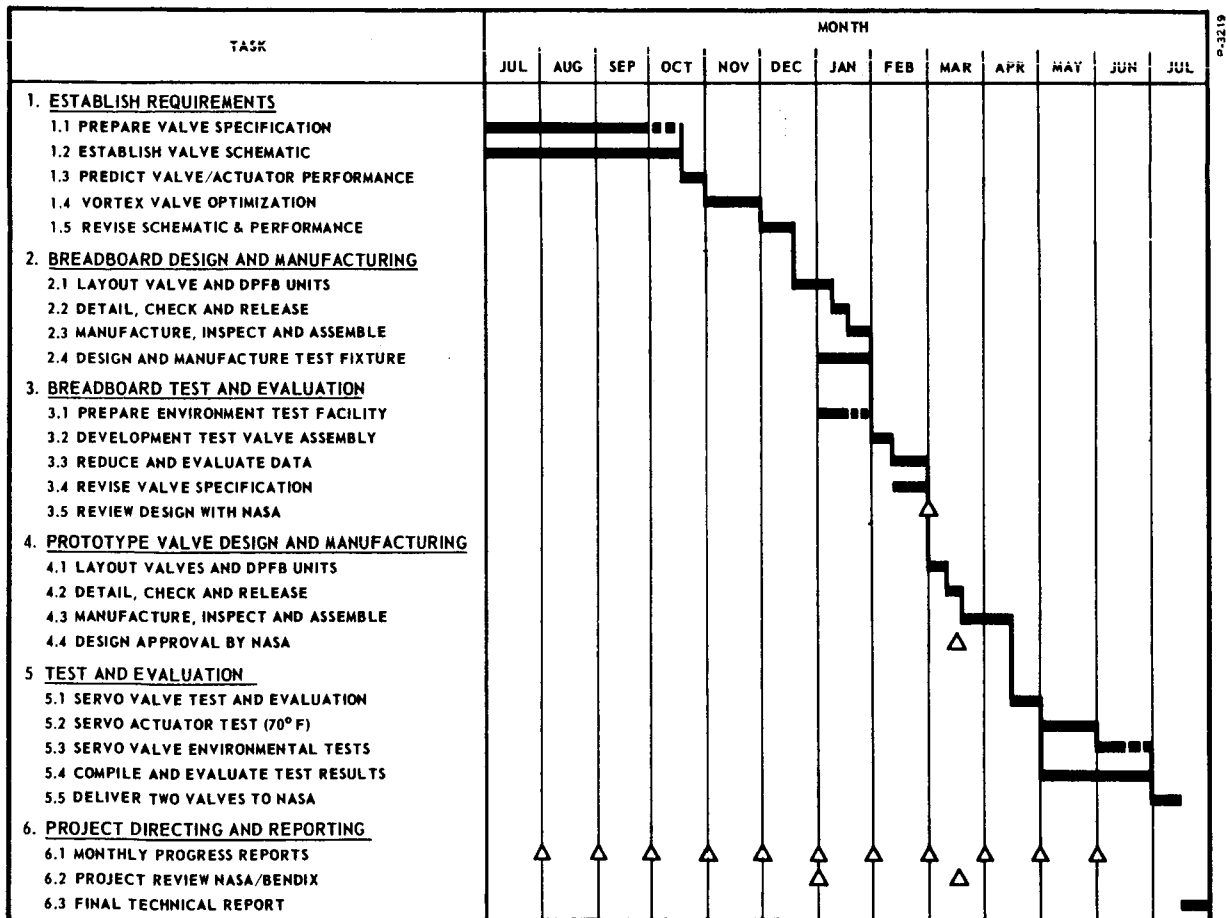 P-3219
MONTH
TASK
JUL AUG SEP OCT NOV DEC JAN FEB MAR APR MAY JUN JUL
1. ESTABLISH REQUIREMENTS
1.1 PREPARE VALVE SPECIFICATION
1.2 ESTABLISH VALVE SCHEMATIC
1.3 PREDICT VALVE/ACTUATOR PERFORMANCE
1.4 VORTEX VALVE OPTIMIZATION
1.5 REVISE SCHEMATIC & PERFORMANCE
2. BREADBOARD DESIGN AND MANUFACTURING
2.1 LAYOUT VALVE AND DPFB UNITS
2.2 DETAIL, CHECK AND RELEASE
2.3 MANUFACTURE, INSPECT AND ASSEMBLE
2.4 DESIGN AND MANUFACTURE TEST FIXTURE
3. BREADBOARD TEST AND EVALUATION
3.1 PREPARE ENVIRONMENT TEST FACILITY
3.2 DEVELOPMENT TEST VALVE ASSEMBLY
3.3 REDUCE AND EVALUATE DATA
3.4 REVISE VALVE SPECIFICATION
3.5 REVIEW DESIGN WITH NASA
4. PROTOTYPE VALVE DESIGN AND MANUFACTURING
4.1 LAYOUT VALVES AND DPFB UNITS
4.2 DETAIL, CHECK AND RELEASE
4.3 MANUFACTURE, INSPECT AND ASSEMBLE
4.4 DESIGN APPROVAL BY NASA
5 TEST AND EVALUATION
5.1 SERVO VALVE TEST AND EVALUATION
5.2 SERVO ACTUATOR TEST (70° F)
5.3 SERVO VALVE ENVIRONMENTAL TESTS
5.4 COMPILE AND EVALUATE TEST RESULTS
5.5 DELIVER TWO VALVES TO NASA
6. PROJECT DIRECTING AND REPORTING
6.1 MONTHLY PROGRESS REPORTS
6.2 PROJECT REVIEW NASA/BENDIX
6.3 FINAL TECHNICAL REPORT